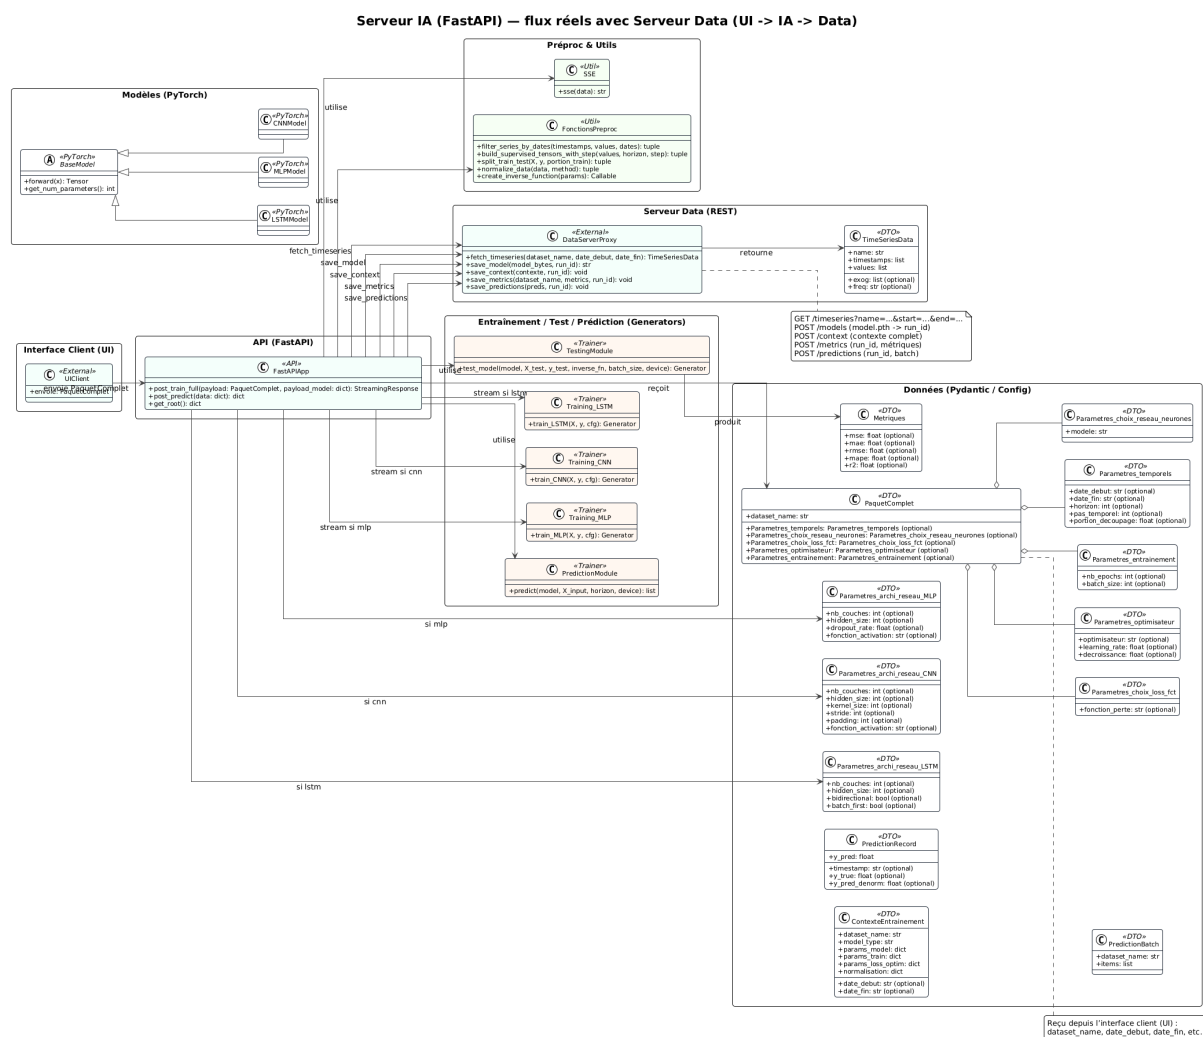 Serveur IA (FastAPI) — flux réels avec Serveur Data (UI -> IA -> Data)
Préproc & Utils
C «Util»
SSE
+sse(data): str
C «Util»
FonctionsPreproc
+filter_series_by_dates(timestamps, values, dates): tuple
+build_supervised_tensors_with_step(values, horizon, step): tuple
+split_train_test(X, y, portion_train): tuple
+normalize_data(data, method): tuple
+create_inverse_function(params): Callable
Modèles (PyTorch)
C «PyTorch»
CNNModel
A «PyTorch»
BaseModel
+forward(x): Tensor
+get_num_parameters(): int
C «PyTorch»
MLPModel
C «PyTorch»
LSTMModel
utilise
utilise
Serveur Data (REST)
C «External»
DataServerProxy
+fetch_timeseries(dataset_name, date_debut, date_fin): TimeSeriesData
+save_model(model_bytes, run_id): str
+save_context(contexte, run_id): void
+save_metrics(dataset_name, metrics, run_id): void
+save_predictions(preds, run_id): void
retourne
C «DTO»
TimeSeriesData
+name: str
+timestamps: list
+values: list
+exog: list (optional)
+freq: str (optional)
fetch_timeseries
save_model
save_context
save_metrics
save_predictions
GET /timeseries?name=...&start=...&end=...
POST /models (model.pth -> run_id)
POST /context (contexte complet)
POST /metrics (run_id, métriques)
POST /predictions (run_id, batch)
Interface Client (UI)
C «External»
UIClient
+envoie: PaquetComplet
envoie PaquetComplet
API (FastAPI)
C «API»
FastAPIApp
+post_train_full(payload: PaquetComplet, payload_model: dict): StreamingResponse
+post_predict(data: dict): dict
+get_root(): dict
Entraînement / Test / Prédiction (Generators)
C «Trainer»
TestingModule
+test_model(model, X_test, y_test, inverse_fn, batch_size, device): Generator
utilise
stream si lstm
C «Trainer»
Training_LSTM
+train_LSTM(X, y, cfg): Generator
utilise
C «Trainer»
Training_CNN
+train_CNN(X, y, cfg): Generator
stream si cnn
C «Trainer»
Training_MLP
+train_MLP(X, y, cfg): Generator
stream si mlp
C «Trainer»
PredictionModule
+predict(model, X_input, horizon, device): list
reçoit
produit
Données (Pydantic / Config)
C «DTO»
Metriques
+mse: float (optional)
+mae: float (optional)
+rmse: float (optional)
+mape: float (optional)
+r2: float (optional)
C «DTO»
Parametres_choix_reseau_neurones
+modele: str
C «DTO»
Parametres_temporels
+date_debut: str (optional)
+date_fin: str (optional)
+horizon: int (optional)
+pas_temporel: int (optional)
+portion_decoupage: float (optional)
C «DTO»
PaquetComplet
+dataset_name: str
+Parametres_temporels: Parametres_temporels (optional)
+Parametres_choix_reseau_neurones: Parametres_choix_reseau_neurones (optional)
+Parametres_choix_loss_fct: Parametres_choix_loss_fct (optional)
+Parametres_optimisateur: Parametres_optimisateur (optional)
+Parametres_entrainement: Parametres_entrainement (optional)
C «DTO»
Parametres_entrainement
+nb_epochs: int (optional)
+batch_size: int (optional)
C «DTO»
Parametres_archi_reseau_MLP
+nb_couches: int (optional)
+hidden_size: int (optional)
+dropout_rate: float (optional)
+fonction_activation: str (optional)
si mlp
C «DTO»
Parametres_optimisateur
+optimisateur: str (optional)
+learning_rate: float (optional)
+decroissance: float (optional)
C «DTO»
Parametres_archi_reseau_CNN
+nb_couches: int (optional)
+hidden_size: int (optional)
+kernel_size: int (optional)
+stride: int (optional)
+padding: int (optional)
+fonction_activation: str (optional)
si cnn
C «DTO»
Parametres_choix_loss_fct
+fonction_perte: str (optional)
C «DTO»
Parametres_archi_reseau_LSTM
+nb_couches: int (optional)
+hidden_size: int (optional)
+bidirectional: bool (optional)
+batch_first: bool (optional)
si lstm
C «DTO»
PredictionRecord
+y_pred: float
+timestamp: str (optional)
+y_true: float (optional)
+y_pred_denorm: float (optional)
C «DTO»
ContexteEntrainement
+dataset_name: str
+model_type: str
+params_model: dict
+params_train: dict
+params_loss_optim: dict
+normalisation: dict
+date_debut: str (optional)
+date_fin: str (optional)
C «DTO»
PredictionBatch
+dataset_name: str
+items: list
Reçu depuis l'interface client (UI) :
dataset_name, date_debut, date_fin, etc.